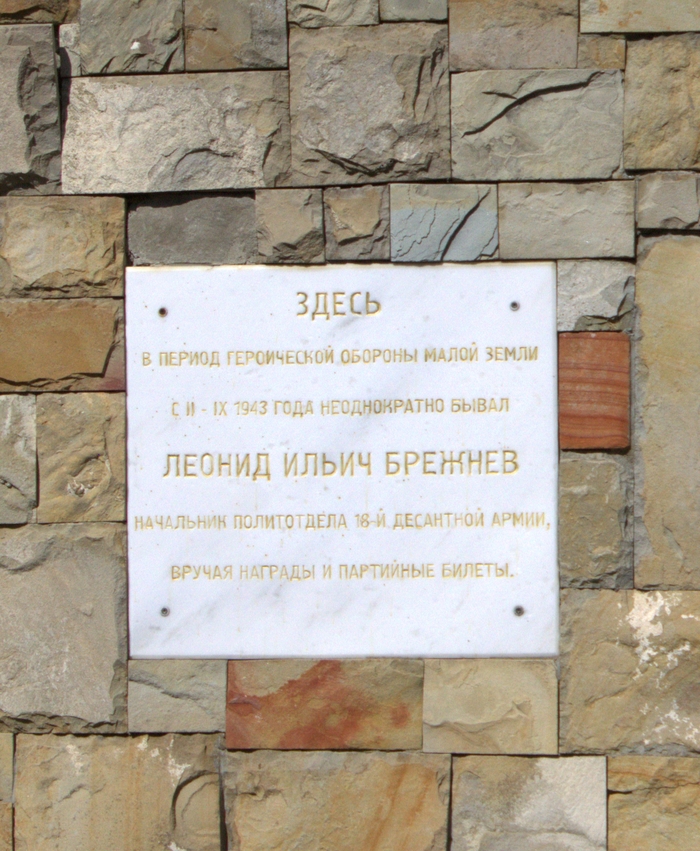 ЗДЕСЬ
В ПЕРИОД ГЕРОИЧЕСКОЙ ОБОРОНЫ МАЛОЙ ЗЕМЛИ
С И - IX 1943 ГОДА НЕОДНОКРАТНО БЫВАЛ
ЛЕОНИД ИЛЬИЧ БРЕЖНЕВ
НАЧАЛЬНИК ПОЛИТОТДЕЛА 18-Й ДЕСАНТНОЙ АРМИИ,
ВРУЧАЯ НАГРАДЫ И ПАРТИЙНЫЕ БИЛЕТЫ.